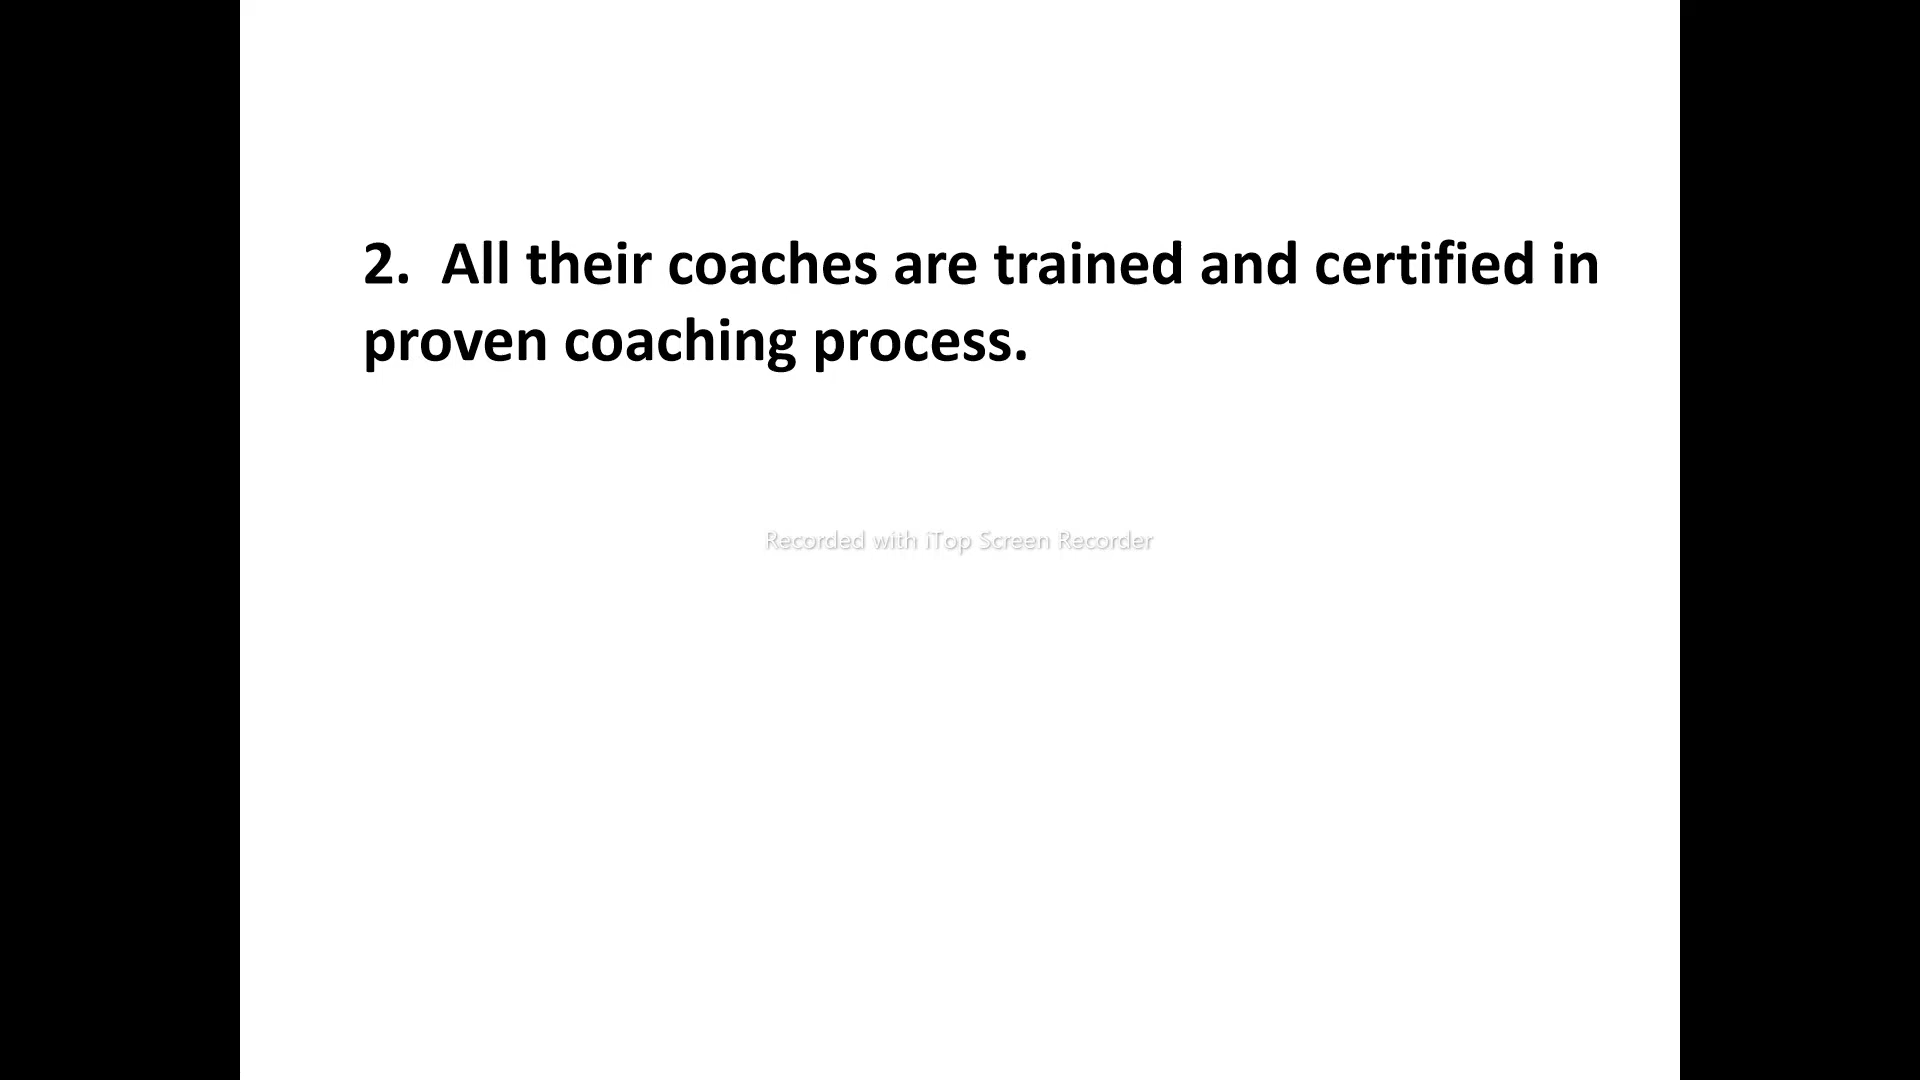 2.  All their coaches are trained and certified in
proven coaching process.
Recorded with iTop Screen Recorder